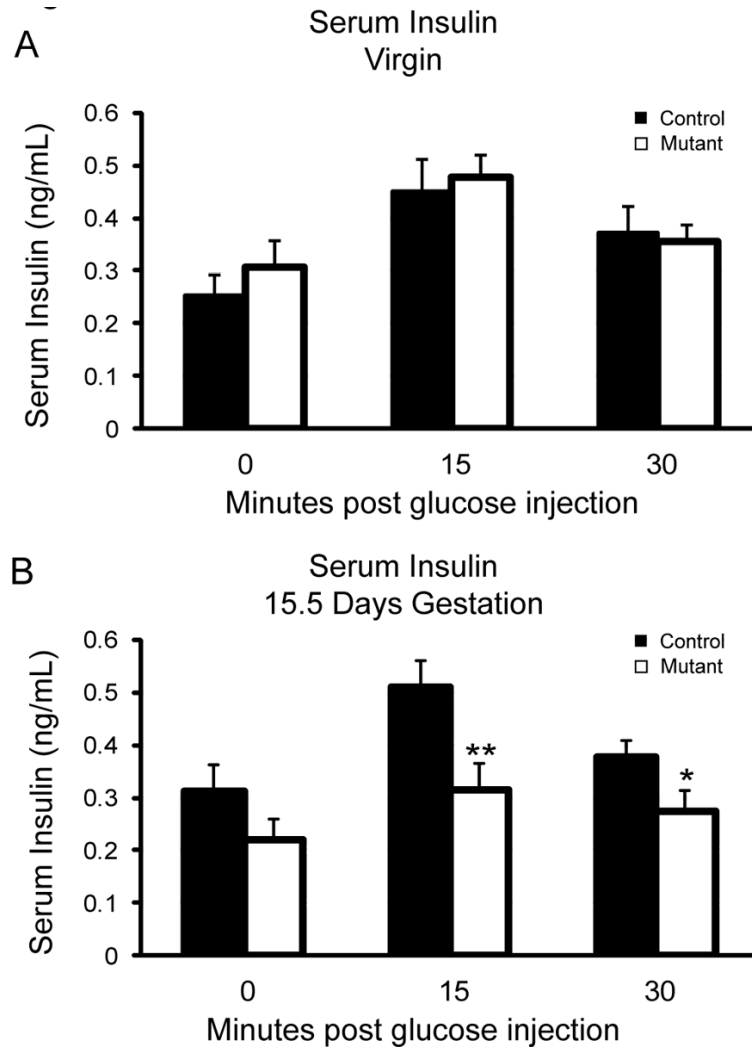 A
Serum Insulin
Virgin
Serum Insulin (ng/mL)
0.6
0.5
0.4
0.3
0.2
0.1
0
Control
Mutant
0 15 30
Minutes post glucose injection
B
Serum Insulin
15.5 Days Gestation
Serum Insulin (ng/mL)
0.6
0.5
0.4
0.3
0.2
0.1
0
Control
Mutant
**
*
0 15 30
Minutes post glucose injection